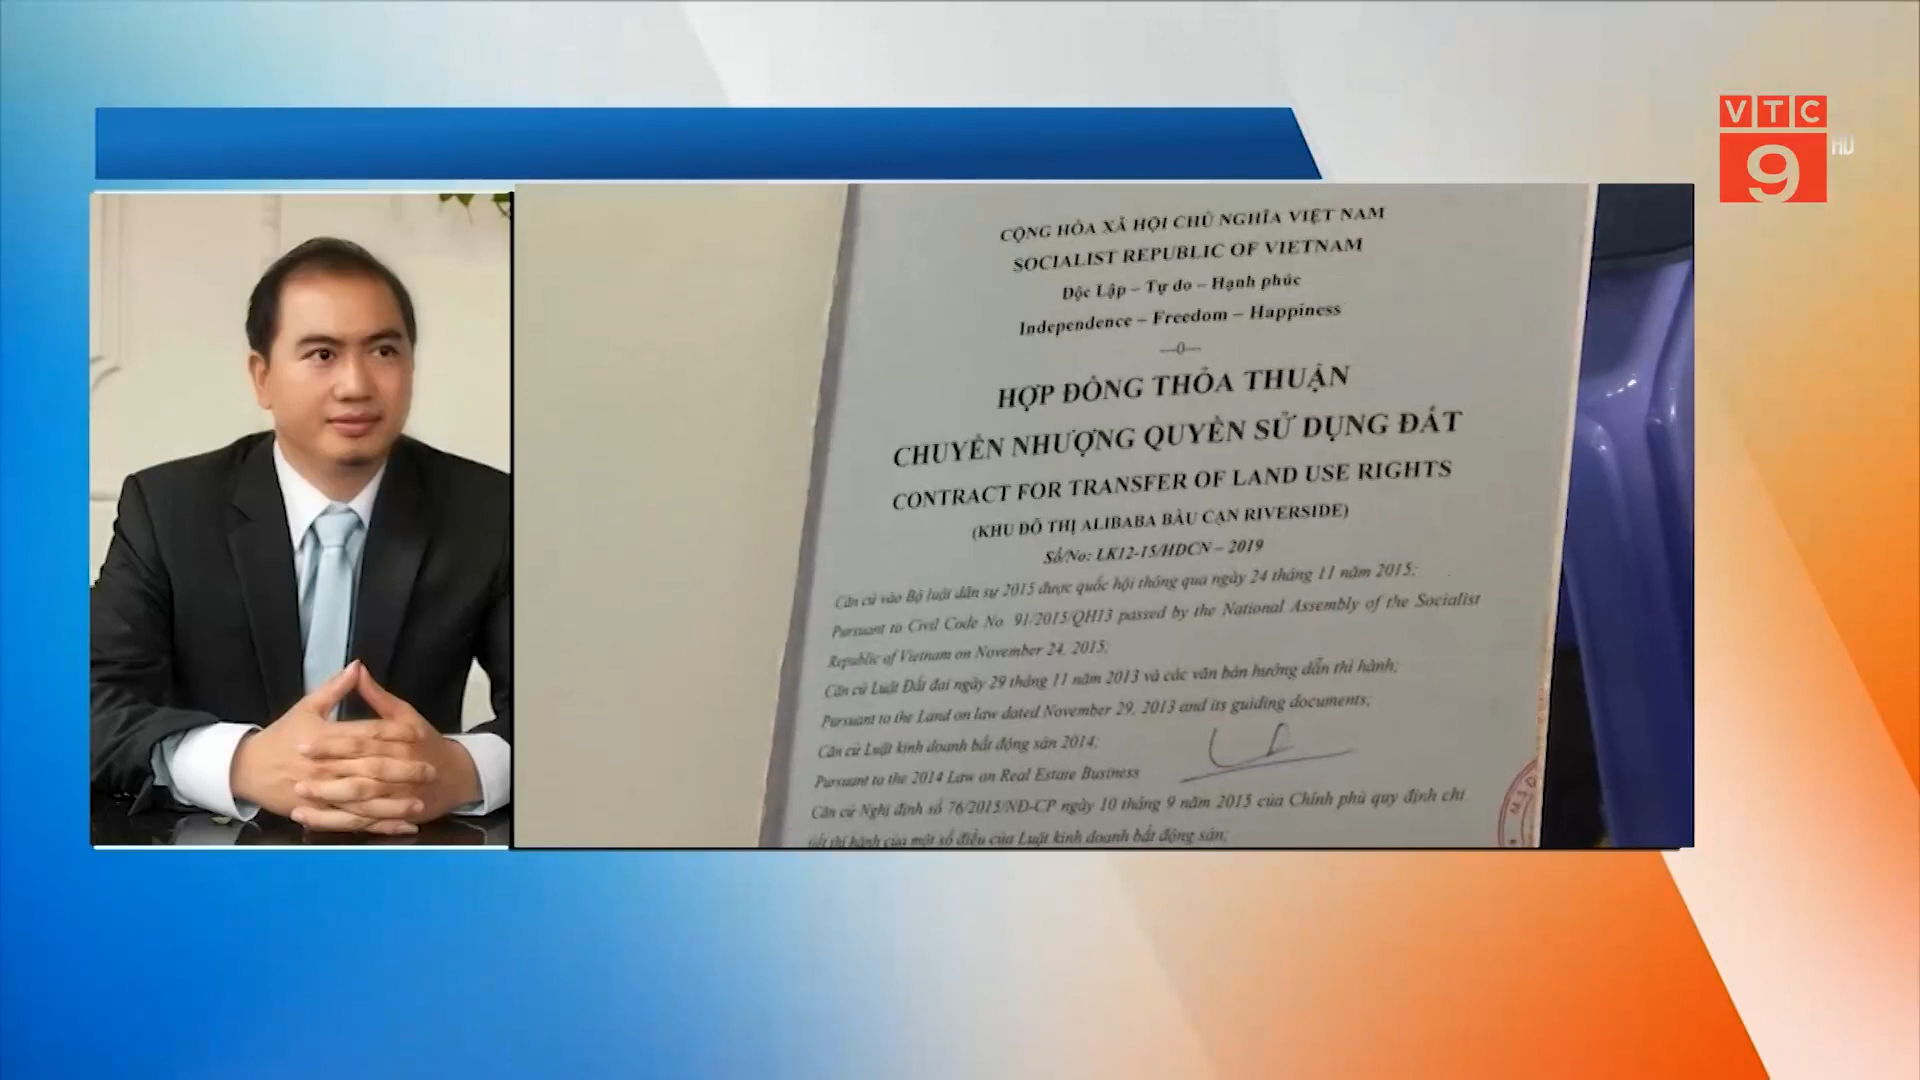 VTC
9
HD
CỘNG HÒA XÃ HỘI CHỦ NGHĨA VIỆT NAM
SOCIALIST REPUBLIC OF VIETNAM
Độc Lập – Tự do – Hạnh phúc
Independence – Freedom – Happiness
---0---
HỢP ĐỒNG THỎA THUẬN
CHUYỂN NHƯỢNG QUYỀN SỬ DỤNG ĐẤT
CONTRACT FOR TRANSFER OF LAND USE RIGHTS
(KHU ĐÔ THỊ ALIBABA BÀU CẠN RIVERSIDE)
Số/No: LK12-15/HDCN – 2019
Căn cứ vào Bộ luật dân sự 2015 được quốc hội thông qua ngày 24 tháng 11 năm 2015;
Pursuant to Civil Code No. 91/2015/QH13 passed by the National Assembly of the Socialist
Republic of Vietnam on November 24, 2015;
Căn cứ Luật Đất đai ngày 29 tháng 11 năm 2013 và các văn bản hướng dẫn thi hành;
Pursuant to the Land on law dated November 29, 2013 and its guiding documents;
Căn cứ Luật kinh doanh bất động sản 2014;
Pursuant to the 2014 Law on Real Estate Business
Căn cứ Nghị định số 76/2015/NĐ-CP ngày 10 tháng 9 năm 2015 của Chính phủ quy định chi
tiết thi hành của một số điều của Luật kinh doanh bất động sản;